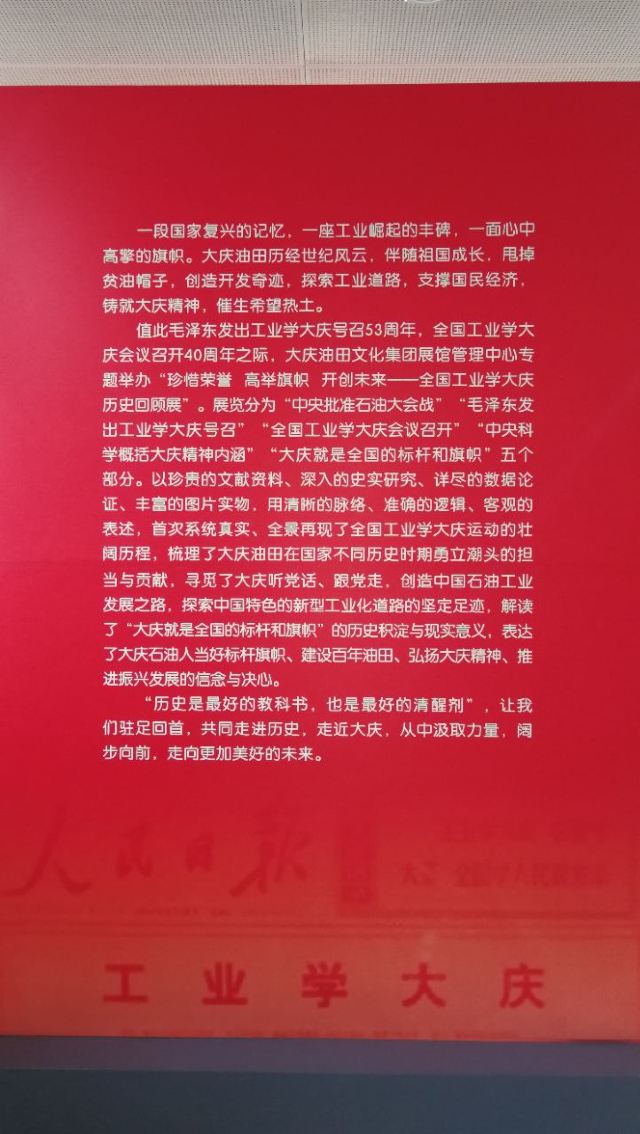 一段国家复兴的记忆，一座工业崛起的丰碑，一面心中
高擎的旗帜。大庆油田历经世纪风云，伴随祖国成长，甩掉
贫油帽子，创造开发奇迹，探索工业道路，支撑国民经济，
铸就大庆精神，催生希望热土。
值此毛泽东发出工业学大庆号召53周年，全国工业学大
庆会议召开40周年之际，大庆油田文化集团展馆管理中心专
题举办“珍惜荣誉 高举旗帜 开创未来——全国工业学大庆
历史回顾展”。展览分为“中央批准石油大会战”“毛泽东发
出工业学大庆号召”“全国工业学大庆会议召开”“中央科
学概括大庆精神内涵”“大庆就是全国的标杆和旗帜”五个
部分。以珍贵的文献资料、深入的史实研究、详尽的数据论
证、丰富的图片实物，用清晰的脉络、准确的逻辑、客观的
表述，首次系统真实、全景再现了全国工业学大庆运动的壮
阔历程，梳理了大庆油田在国家不同历史时期勇立潮头的担
当与贡献，寻觅了大庆听党话、跟党走，创造中国石油工业
发展之路，探索中国特色的新型工业化道路的坚定足迹，解读
了“大庆就是全国的标杆和旗帜”的历史积淀与现实意义，表达
了大庆石油人当好标杆旗帜、建设百年油田、弘扬大庆精神、推
进振兴发展的信念与决心。
“历史是最好的教科书，也是最好的清醒剂”，让我
们驻足回首，共同走进历史，走近大庆，从中汲取力量，阔
步向前，走向更加美好的未来。
人民日报
工业学大庆